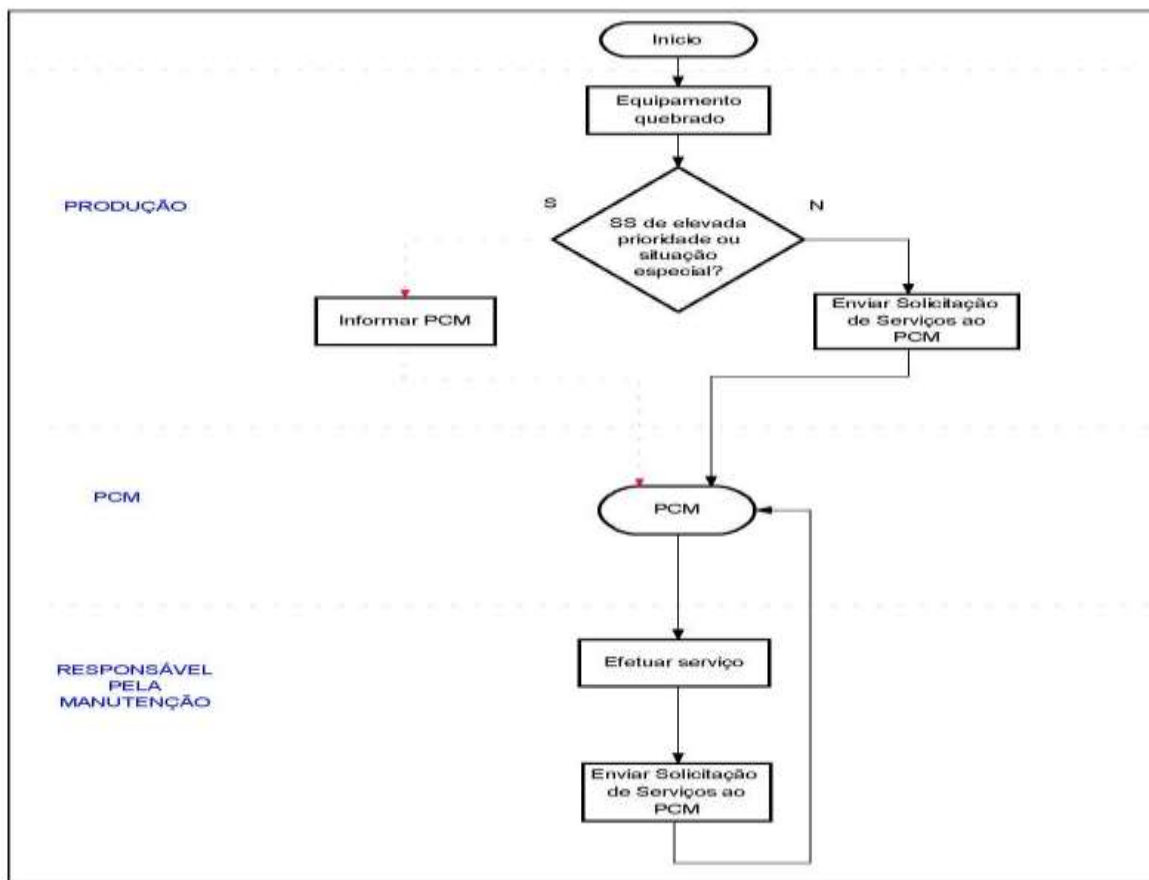 Início
Equipamento
quebrado
PRODUÇÃO
S
N
SS de elevada
prioridade ou
situação
especial?
Informar PCM
Enviar Solicitação
de Serviços ao
PCM
PCM
PCM
RESPONSÁVEL
PELA
MANUTENÇÃO
Efetuar serviço
Enviar Solicitação
de Serviços ao
PCM